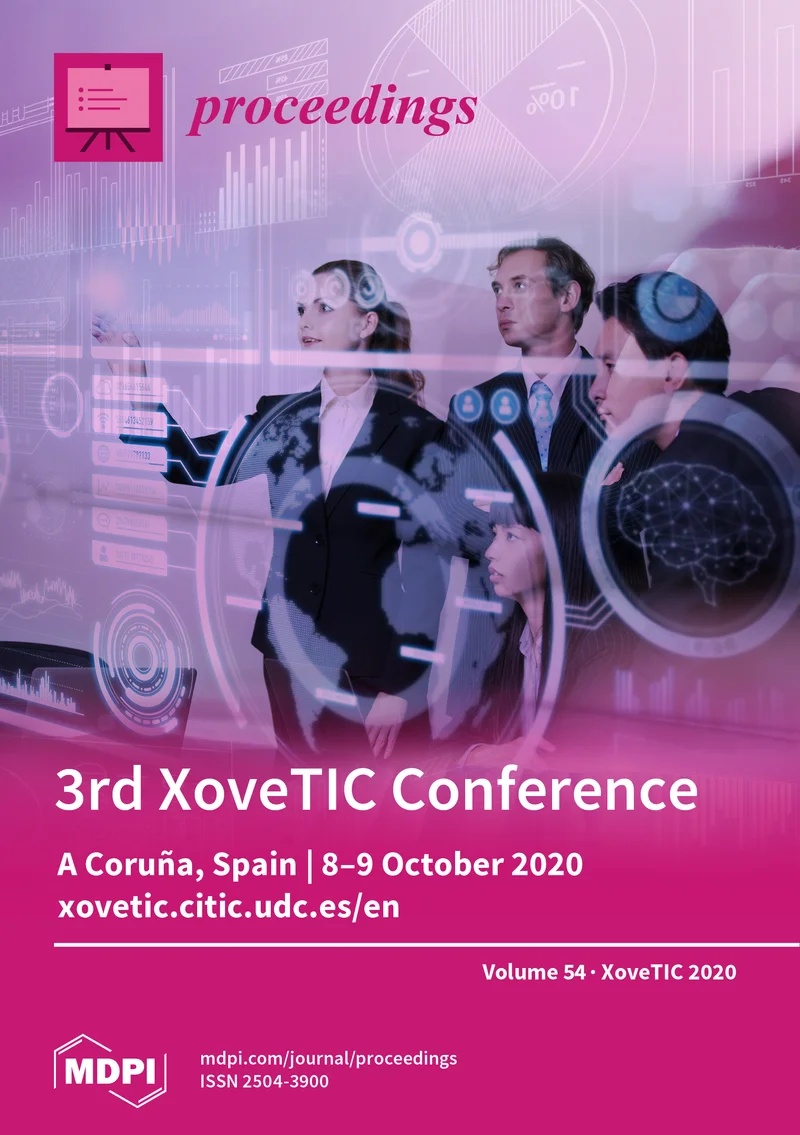 proceedings
10%
3rd XoveTIC Conference
A Coruña, Spain | 8–9 October 2020
xovetic.citic.udc.es/en
Volume 54 · XoveTIC 2020
MDPI
mdpi.com/journal/proceedings
ISSN 2504-3900